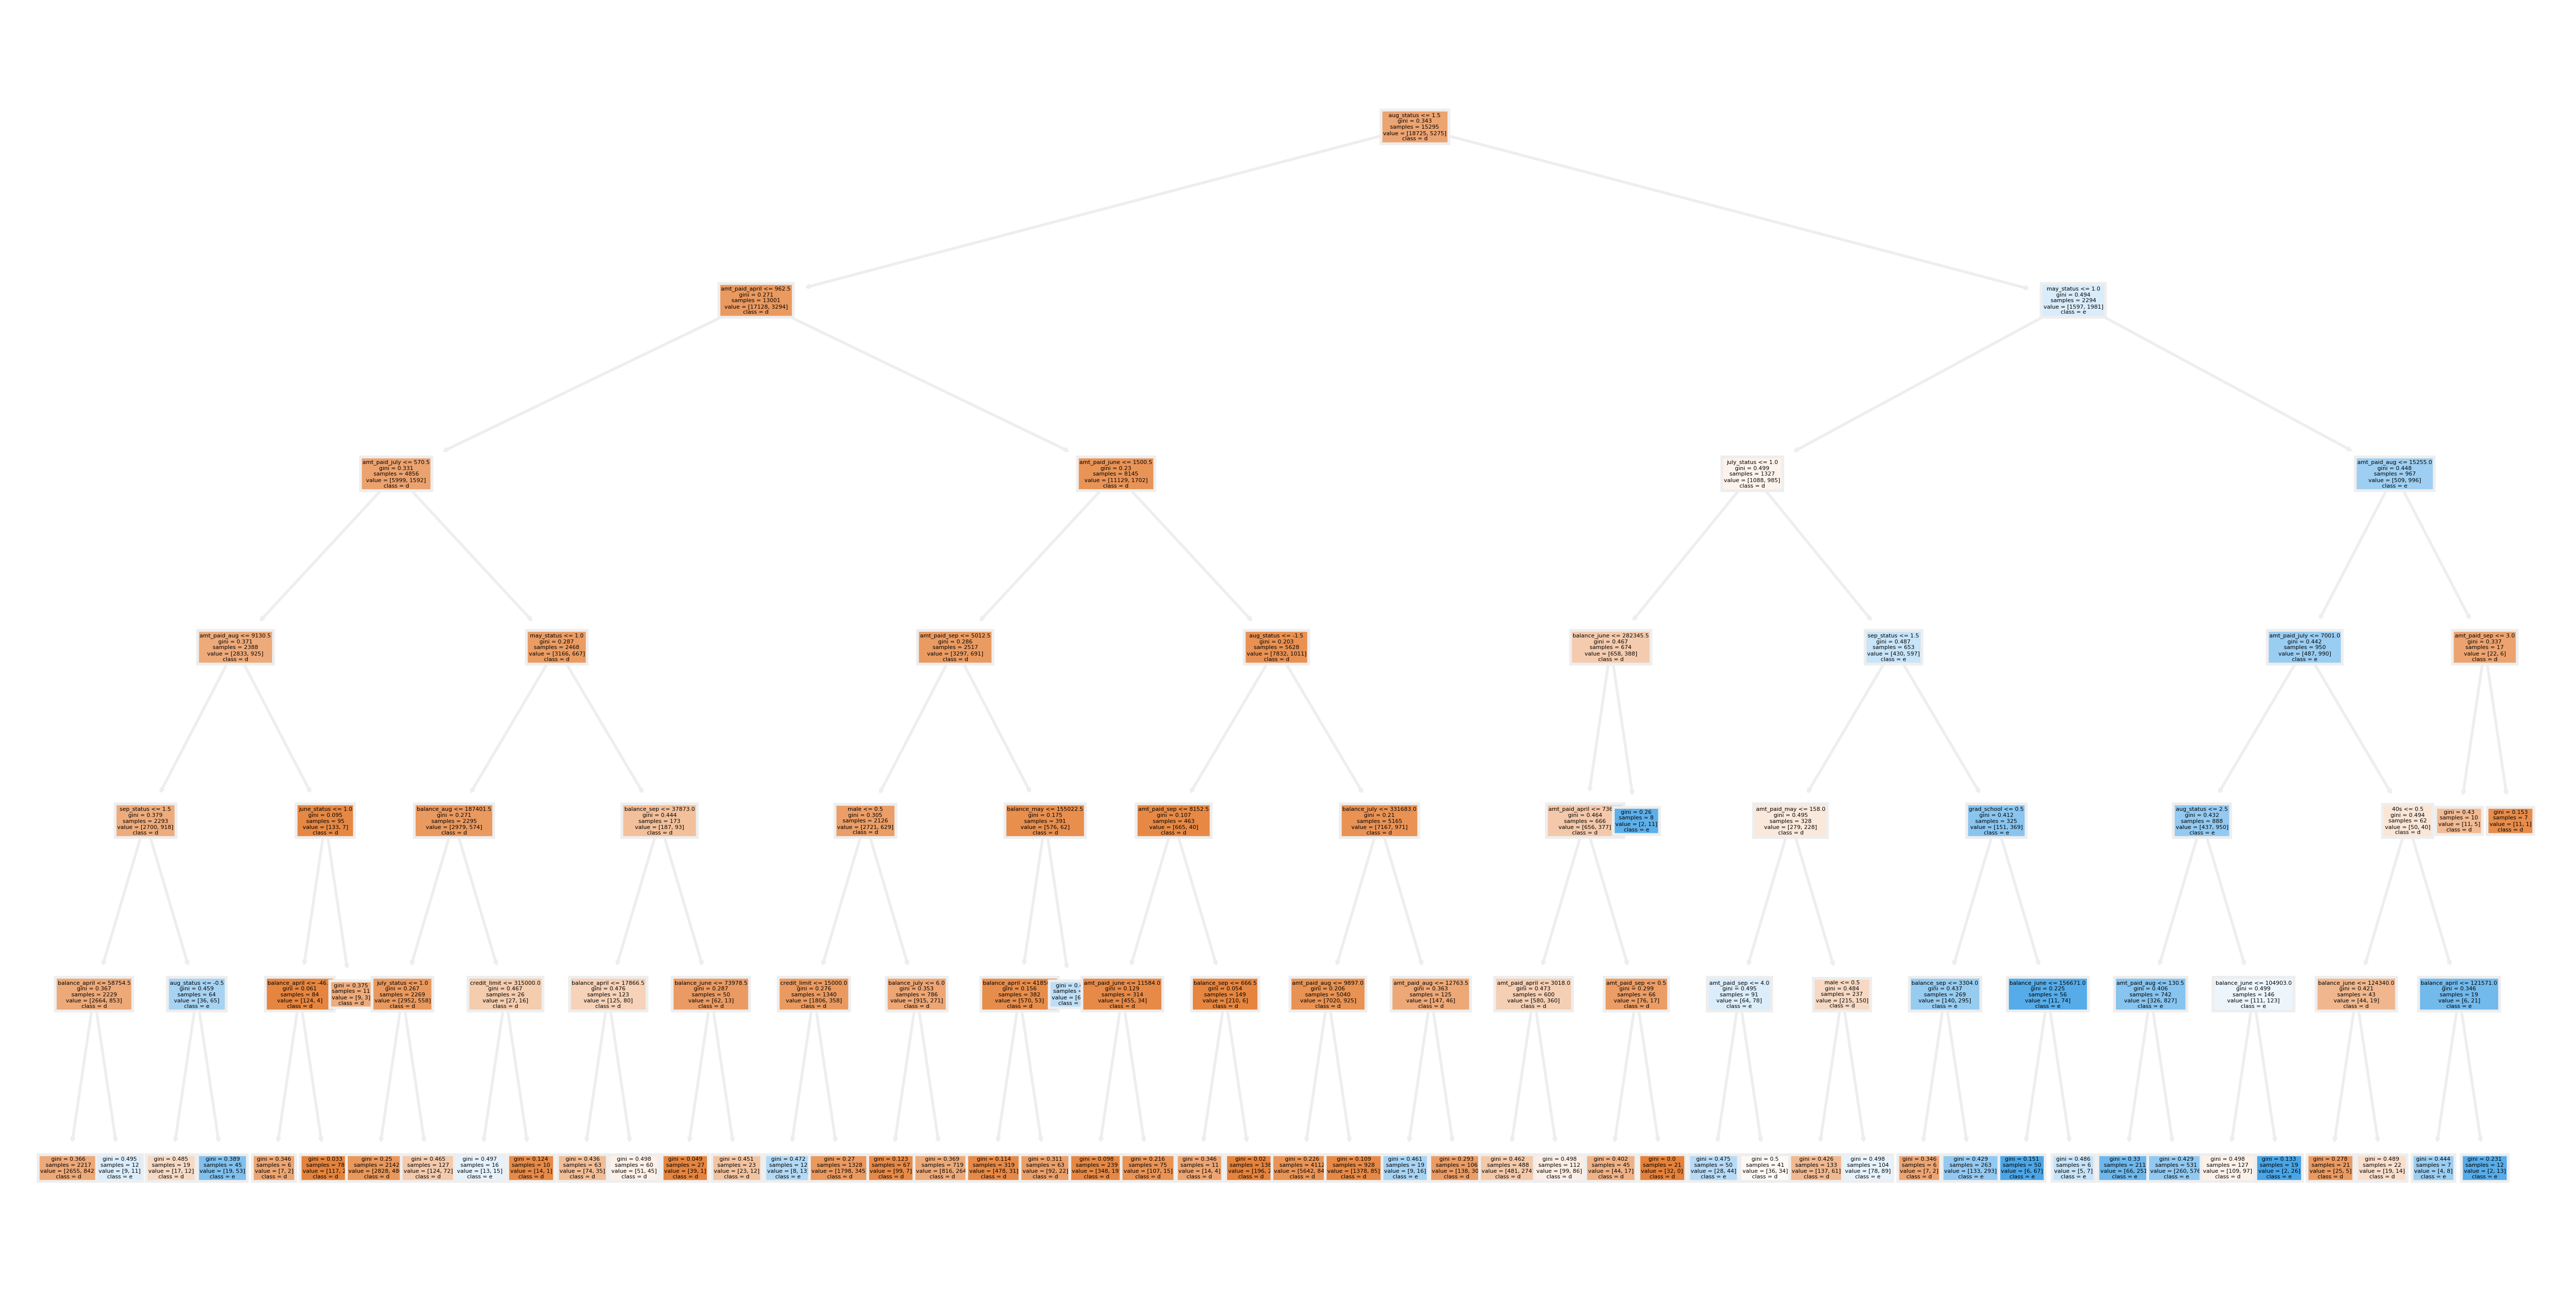 aug_status <= 1.5
gini = 0.343
samples = 15295
value = [18725, 5275]
class = d
amt_paid_april <= 962.5
gini = 0.271
samples = 13001
value = [17128, 3294]
class = d
may_status <= 1.0
gini = 0.494
samples = 2294
value = [1597, 1981]
class = e
amt_paid_july <= 570.5
gini = 0.331
samples = 4856
value = [5999, 1592]
class = d
amt_paid_june <= 1500.5
gini = 0.23
samples = 8145
value = [11129, 1702]
class = d
july_status <= 1.0
gini = 0.499
samples = 1327
value = [1088, 985]
class = d
amt_paid_aug <= 15255.0
gini = 0.448
samples = 967
value = [509, 996]
class = e
amt_paid_aug <= 9130.5
gini = 0.371
samples = 2388
value = [2833, 925]
class = d
may_status <= 1.0
gini = 0.287
samples = 2468
value = [3166, 667]
class = d
amt_paid_sep <= 5012.5
gini = 0.286
samples = 2517
value = [3297, 691]
class = d
aug_status <= -1.5
gini = 0.203
samples = 5628
value = [7832, 1011]
class = d
balance_june <= 282345.5
gini = 0.467
samples = 674
value = [658, 388]
class = d
sep_status <= 1.5
gini = 0.487
samples = 653
value = [430, 597]
class = e
amt_paid_july <= 7001.0
gini = 0.442
samples = 950
value = [487, 990]
class = e
amt_paid_sep <= 3.0
gini = 0.337
samples = 17
value = [22, 6]
class = d
sep_status <= 1.5
gini = 0.379
samples = 2293
value = [2700, 918]
class = d
june_status <= 1.0
gini = 0.095
samples = 95
value = [133, 7]
class = d
balance_aug <= 187401.5
gini = 0.271
samples = 2295
value = [2979, 574]
class = d
balance_sep <= 37873.0
gini = 0.444
samples = 173
value = [187, 93]
class = d
male <= 0.5
gini = 0.305
samples = 2126
value = [2721, 629]
class = d
balance_may <= 155022.5
gini = 0.175
samples = 391
value = [576, 62]
class = d
amt_paid_sep <= 8152.5
gini = 0.107
samples = 463
value = [665, 40]
class = d
balance_july <= 331683.0
gini = 0.21
samples = 5165
value = [7167, 971]
class = d
amt_paid_april <= 736
gini = 0.464
samples = 666
value = [656, 377]
class = d
gini = 0.26
samples = 8
value = [2, 11]
class = e
amt_paid_may <= 158.0
gini = 0.495
samples = 328
value = [279, 228]
class = d
grad_school <= 0.5
gini = 0.412
samples = 325
value = [151, 369]
class = e
aug_status <= 2.5
gini = 0.432
samples = 888
value = [437, 950]
class = e
40s <= 0.5
gini = 0.494
samples = 62
value = [50, 40]
class = d
gini = 0.43
samples = 10
value = [11, 5]
class = d
gini = 0.153
samples = 7
value = [11, 1]
class = d
balance_april <= 58754.5
gini = 0.367
samples = 2229
value = [2664, 853]
class = d
aug_status <= -0.5
gini = 0.459
samples = 64
value = [36, 65]
class = e
balance_april <= -46.
gini = 0.061
samples = 84
value = [124, 4]
class = d
gini = 0.375
samples = 11
value = [9, 3]
class = d
july_status <= 1.0
gini = 0.267
samples = 2269
value = [2952, 558]
class = d
credit_limit <= 315000.0
gini = 0.467
samples = 26
value = [27, 16]
class = d
balance_april <= 17866.5
gini = 0.476
samples = 123
value = [125, 80]
class = d
balance_june <= 73978.5
gini = 0.287
samples = 50
value = [62, 13]
class = d
credit_limit <= 15000.0
gini = 0.276
samples = 1340
value = [1806, 358]
class = d
balance_july <= 6.0
gini = 0.353
samples = 786
value = [915, 271]
class = d
balance_april <= 4185
gini = 0.156
samples = 382
value = [570, 53]
class = d
gini = 0.
samples =
value = [6
class =
amt_paid_june <= 11584.0
gini = 0.129
samples = 314
value = [455, 34]
class = d
balance_sep <= 666.5
gini = 0.054
samples = 149
value = [210, 6]
class = d
amt_paid_aug <= 9897.0
gini = 0.206
samples = 5040
value = [7020, 925]
class = d
amt_paid_aug <= 12763.5
gini = 0.363
samples = 125
value = [147, 46]
class = d
amt_paid_april <= 3018.0
gini = 0.473
samples = 600
value = [580, 360]
class = d
amt_paid_sep <= 0.5
gini = 0.299
samples = 66
value = [76, 17]
class = d
amt_paid_sep <= 4.0
gini = 0.495
samples = 91
value = [64, 78]
class = e
male <= 0.5
gini = 0.484
samples = 237
value = [215, 150]
class = d
balance_sep <= 3304.0
gini = 0.437
samples = 269
value = [140, 295]
class = e
balance_june <= 156671.0
gini = 0.225
samples = 56
value = [11, 74]
class = e
amt_paid_aug <= 130.5
gini = 0.406
samples = 742
value = [326, 827]
class = e
balance_june <= 104903.0
gini = 0.499
samples = 146
value = [111, 123]
class = e
balance_june <= 124340.0
gini = 0.421
samples = 43
value = [44, 19]
class = d
balance_april <= 121571.0
gini = 0.346
samples = 19
value = [6, 21]
class = e
gini = 0.366
samples = 2217
value = [2655, 842
class = d
gini = 0.495
samples = 12
value = [9, 11]
class = e
gini = 0.485
samples = 19
value = [17, 12]
class = d
gini = 0.389
samples = 45
value = [19, 53]
class = e
gini = 0.346
samples = 6
value = [7, 2]
class = d
gini = 0.033
samples = 78
value = [117, 2
class = d
gini = 0.25
samples = 2142
value = [2828, 48
class = d
gini = 0.465
samples = 127
value = [124, 72]
class = d
gini = 0.497
samples = 16
value = [13, 15]
class = e
gini = 0.124
samples = 10
value = [14, 1]
class = d
gini = 0.436
samples = 63
value = [74, 35]
class = d
gini = 0.498
samples = 60
value = [51, 45]
class = d
gini = 0.049
samples = 27
value = [39, 1]
class = d
gini = 0.451
samples = 23
value = [23, 12]
class = d
gini = 0.472
samples = 12
value = [8, 13]
class = e
gini = 0.27
samples = 1328
value = [1798, 345
class = d
gini = 0.123
samples = 67
value = [99, 7]
class = d
gini = 0.369
samples = 719
value = [816, 264
class = d
gini = 0.114
samples = 319
value = [478, 31]
class = d
gini = 0.311
samples = 63
value = [92, 22]
class = d
gini = 0.098
samples = 239
value = [348, 19
class = d
gini = 0.216
samples = 75
value = [107, 15]
class = d
gini = 0.346
samples = 11
value = [14, 4]
class = d
gini = 0.02
samples = 138
value = [196, 2
class = d
gini = 0.226
samples = 4112
value = [5642, 84
class = d
gini = 0.109
samples = 928
value = [1378, 85]
class = d
gini = 0.461
samples = 19
value = [9, 16]
class = e
gini = 0.293
samples = 106
value = [138, 30
class = d
gini = 0.462
samples = 488
value = [481, 274
class = d
gini = 0.498
samples = 112
value = [99, 86]
class = d
gini = 0.402
samples = 45
value = [44, 17]
class = d
gini = 0.0
samples = 21
value = [32, 0]
class = d
gini = 0.475
samples = 50
value = [28, 44]
class = e
gini = 0.5
samples = 41
value = [36, 34]
class = d
gini = 0.426
samples = 133
value = [137, 61]
class = d
gini = 0.498
samples = 104
value = [78, 89]
class = e
gini = 0.346
samples = 6
value = [7, 2]
class = d
gini = 0.429
samples = 263
value = [133, 293]
class = e
gini = 0.151
samples = 50
value = [6, 67]
class = e
gini = 0.486
samples = 6
value = [5, 7]
class = e
gini = 0.33
samples = 211
value = [66, 251
class = e
gini = 0.429
samples = 531
value = [260, 576
class = e
gini = 0.498
samples = 127
value = [109, 97]
class = d
gini = 0.133
samples = 19
value = [2, 26]
class = e
gini = 0.278
samples = 21
value = [25, 5]
class = d
gini = 0.489
samples = 22
value = [19, 14]
class = d
gini = 0.444
samples = 7
value = [4, 8]
class = e
gini = 0.231
samples = 12
value = [2, 13]
class = e